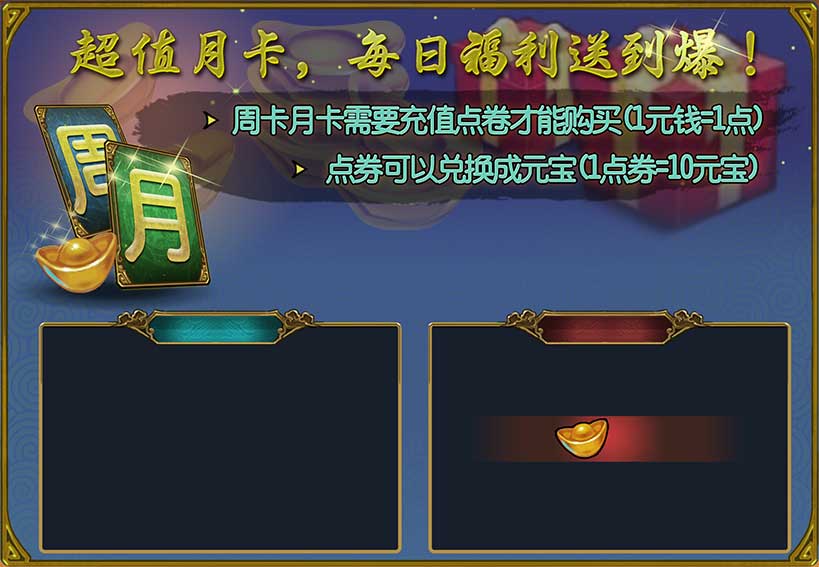 超值月卡，每日福利送到爆！
周卡月卡需要充值点卷才能购买(1元钱=1点)
点券可以兑换成元宝(1点券=10元宝)
周
月